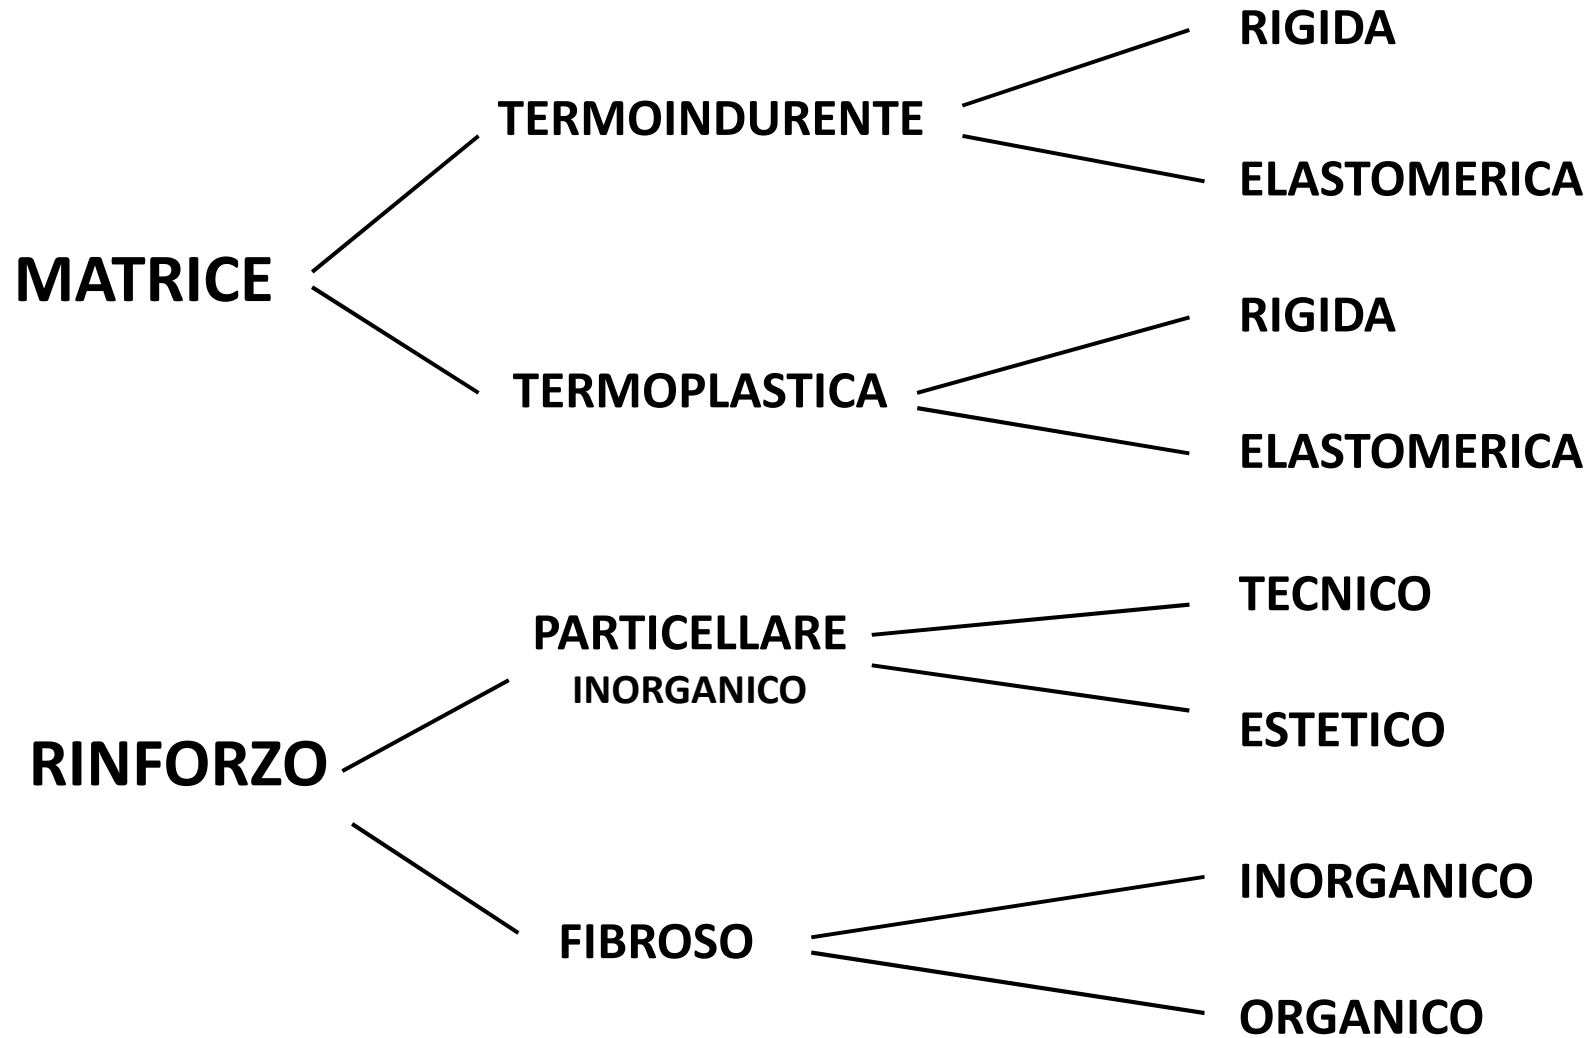 MATRICE
TERMOINDURENTE
RIGIDA
ELASTOMERICA
TERMOPLASTICA
RIGIDA
ELASTOMERICA
RINFORZO
PARTICELLARE
INORGANICO
TECNICO
ESTETICO
FIBROSO
INORGANICO
ORGANICO